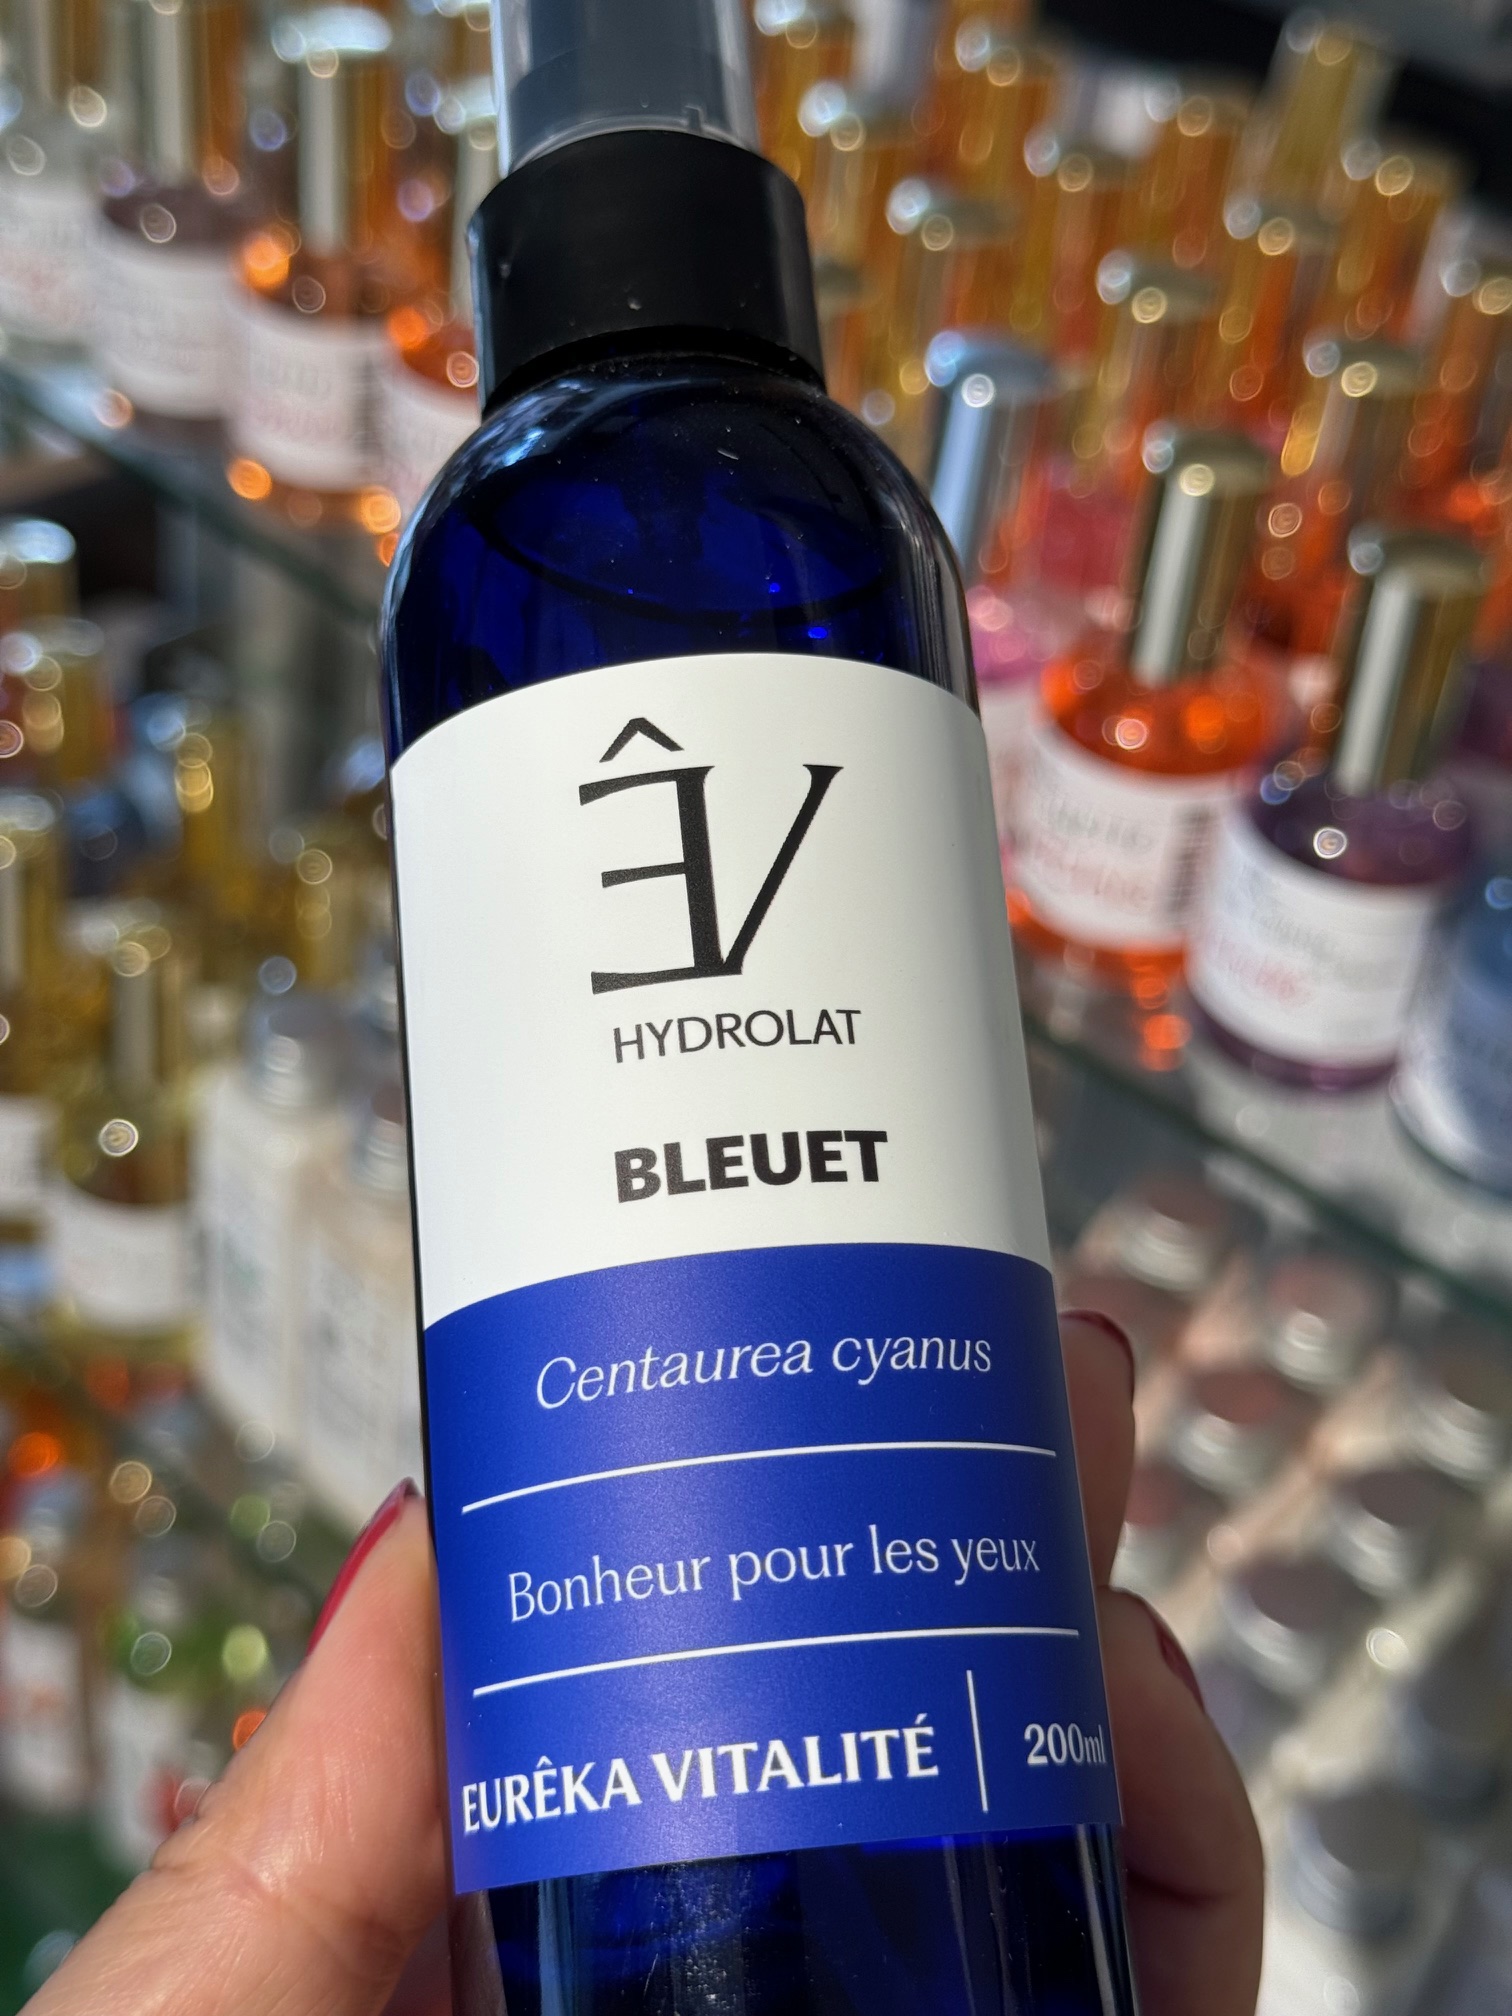 ÊV
HYDROLAT
BLEUET
Centaurea cyanus
Bonheur pour les yeux
EURÊKA VITALITÉ
200ml